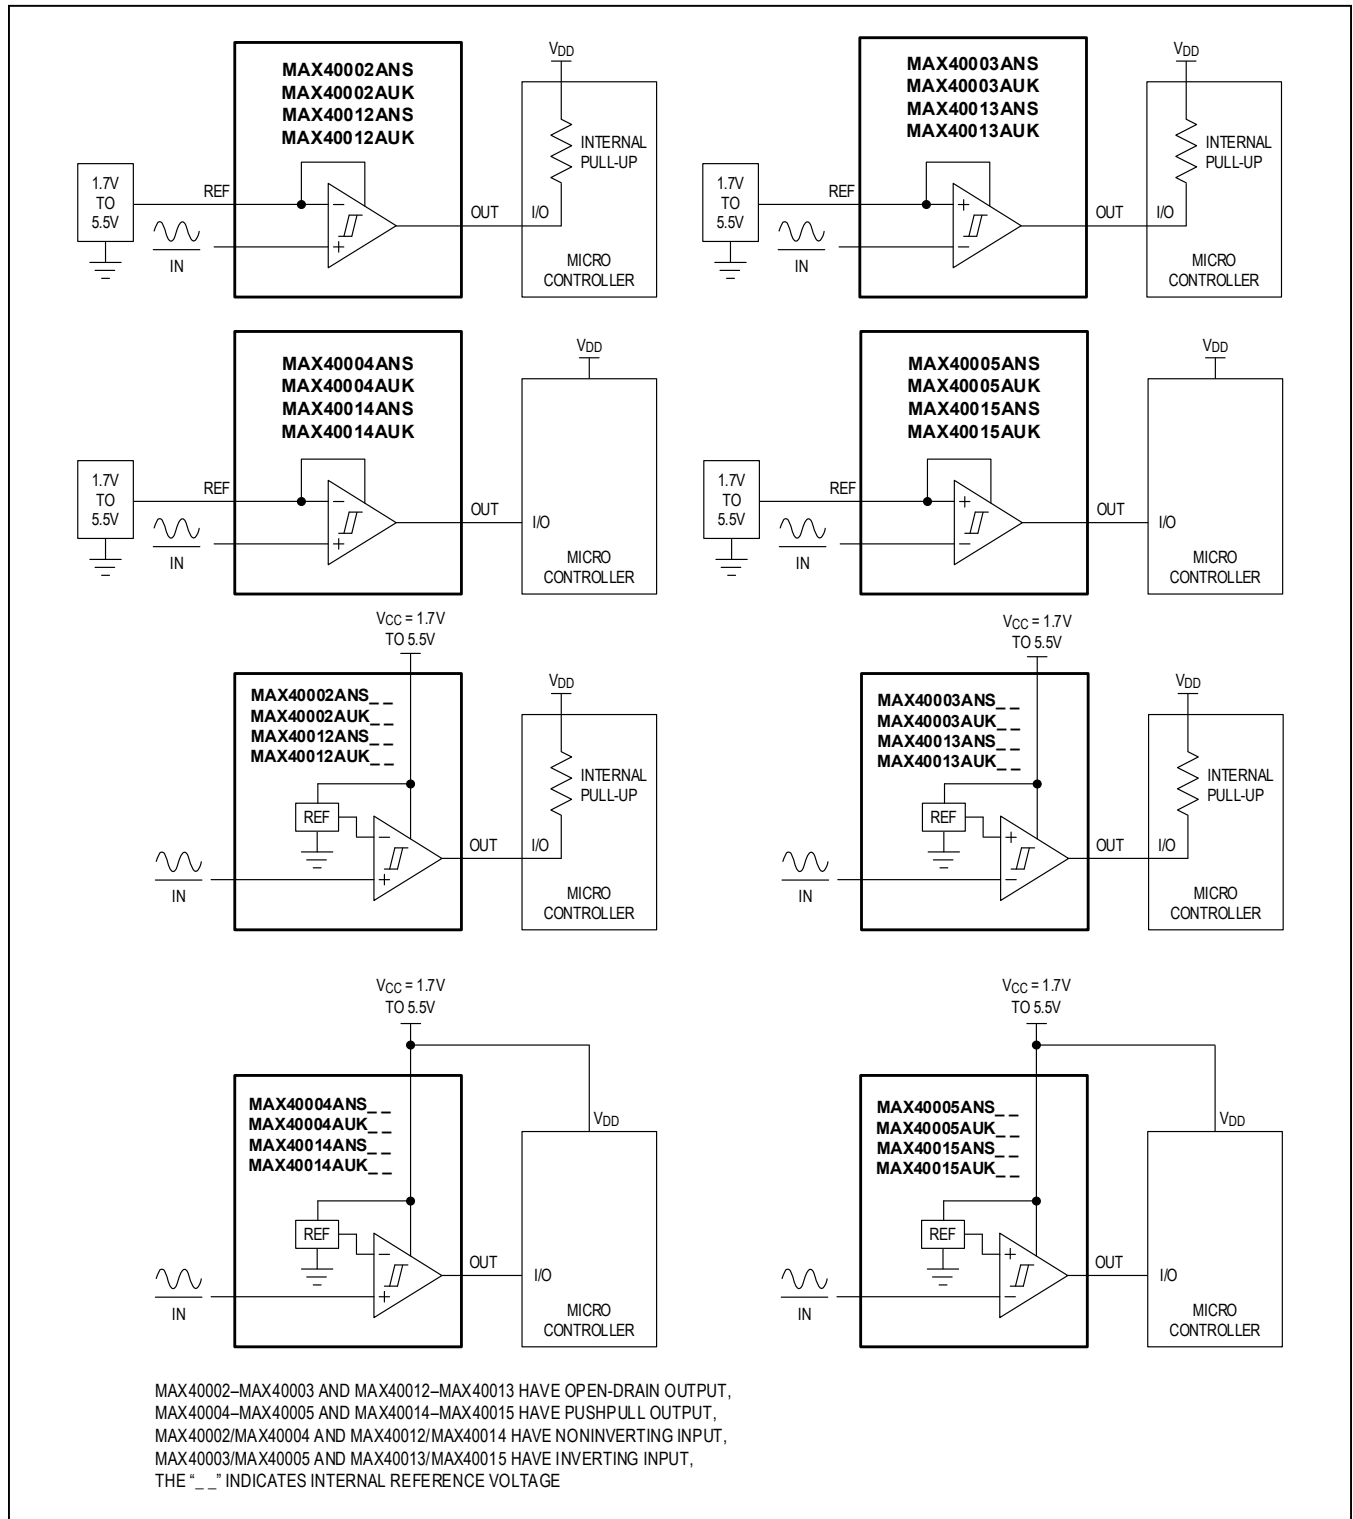 MAX40002ANS
MAX40002AUK
MAX40012ANS
MAX40012AUK
VDD
INTERNAL
PULL-UP
1.7V
TO
5.5V
REF
−
+
IN
OUT
I/O
MICRO
CONTROLLER
MAX40003ANS
MAX40003AUK
MAX40013ANS
MAX40013AUK
VDD
INTERNAL
PULL-UP
1.7V
TO
5.5V
REF
+
−
IN
OUT
I/O
MICRO
CONTROLLER
MAX40004ANS
MAX40004AUK
MAX40014ANS
MAX40014AUK
VDD
1.7V
TO
5.5V
REF
−
+
IN
OUT
I/O
MICRO
CONTROLLER
MAX40005ANS
MAX40005AUK
MAX40015ANS
MAX40015AUK
VDD
1.7V
TO
5.5V
REF
+
−
IN
OUT
I/O
MICRO
CONTROLLER
VCC = 1.7V
TO 5.5V
MAX40002ANS_ _
MAX40002AUK_ _
MAX40012ANS_ _
MAX40012AUK_ _
VDD
INTERNAL
PULL-UP
REF
−
+
IN
OUT
I/O
MICRO
CONTROLLER
VCC = 1.7V
TO 5.5V
MAX40003ANS_ _
MAX40003AUK_ _
MAX40013ANS_ _
MAX40013AUK_ _
VDD
INTERNAL
PULL-UP
REF
+
−
IN
OUT
I/O
MICRO
CONTROLLER
VCC = 1.7V
TO 5.5V
MAX40004ANS_ _
MAX40004AUK_ _
MAX40014ANS_ _
MAX40014AUK_ _
VDD
REF
−
+
IN
OUT
I/O
MICRO
CONTROLLER
VCC = 1.7V
TO 5.5V
MAX40005ANS_ _
MAX40005AUK_ _
MAX40015ANS_ _
MAX40015AUK_ _
VDD
REF
+
−
IN
OUT
I/O
MICRO
CONTROLLER
MAX40002–MAX40003 AND MAX40012–MAX40013 HAVE OPEN-DRAIN OUTPUT,
MAX40004–MAX40005 AND MAX40014–MAX40015 HAVE PUSHPULL OUTPUT,
MAX40002/MAX40004 AND MAX40012/MAX40014 HAVE NONINVERTING INPUT,
MAX40003/MAX40005 AND MAX40013/MAX40015 HAVE INVERTING INPUT,
THE “_ _” INDICATES INTERNAL REFERENCE VOLTAGE